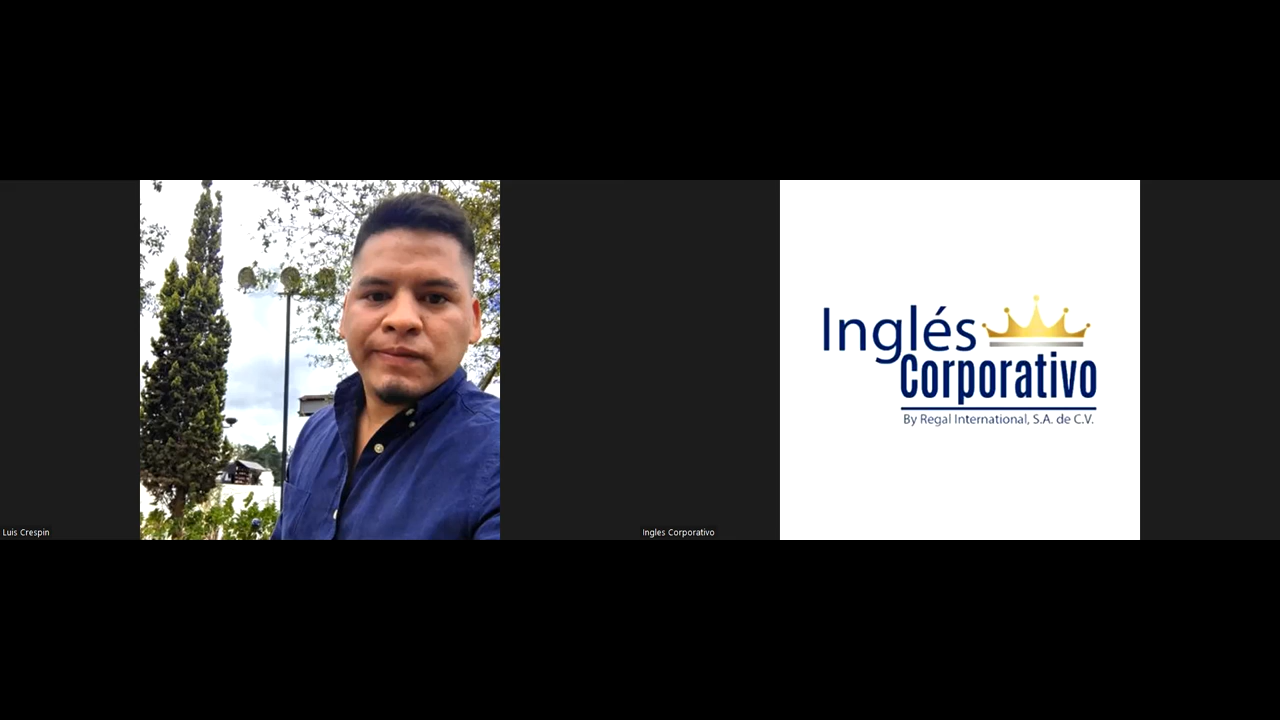 Inglés
Corporativo
By Regal International, S.A. de C.V.
Luis Crespin
Ingles Corporativo